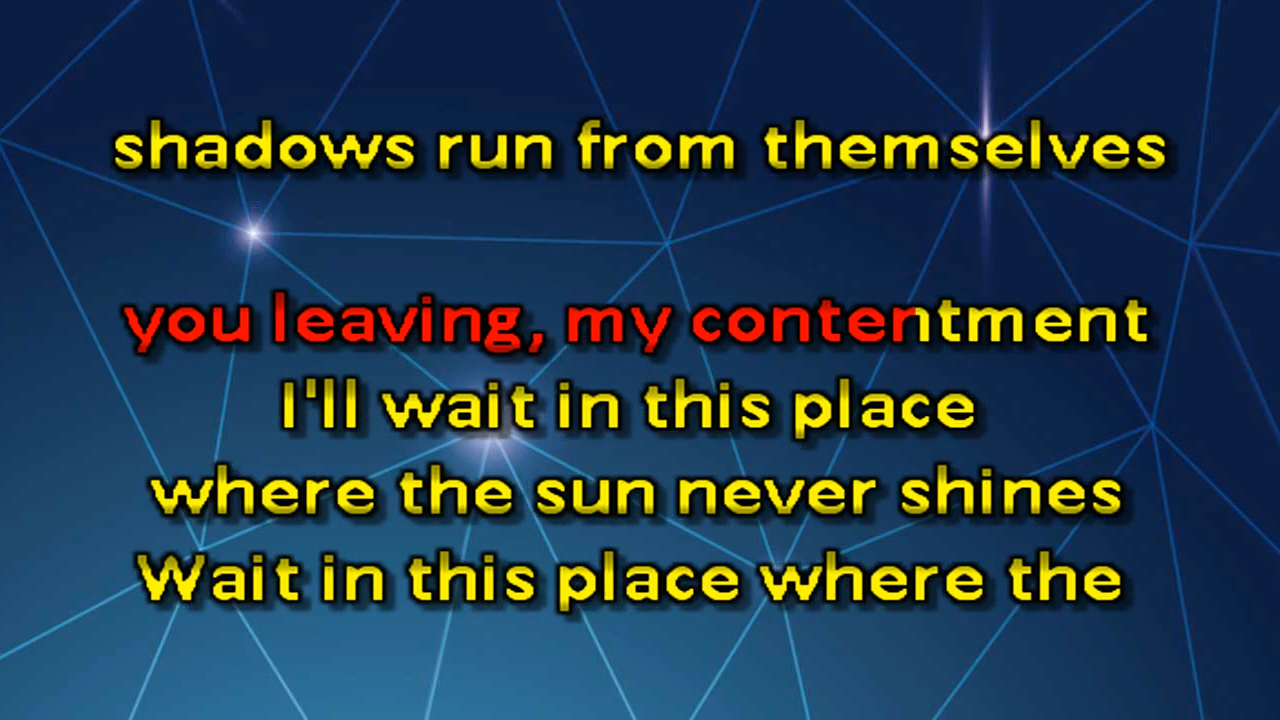 shadows run from themselves
you leaving, my contentment
I'll wait in this place
where the sun never shines
Wait in this place where the